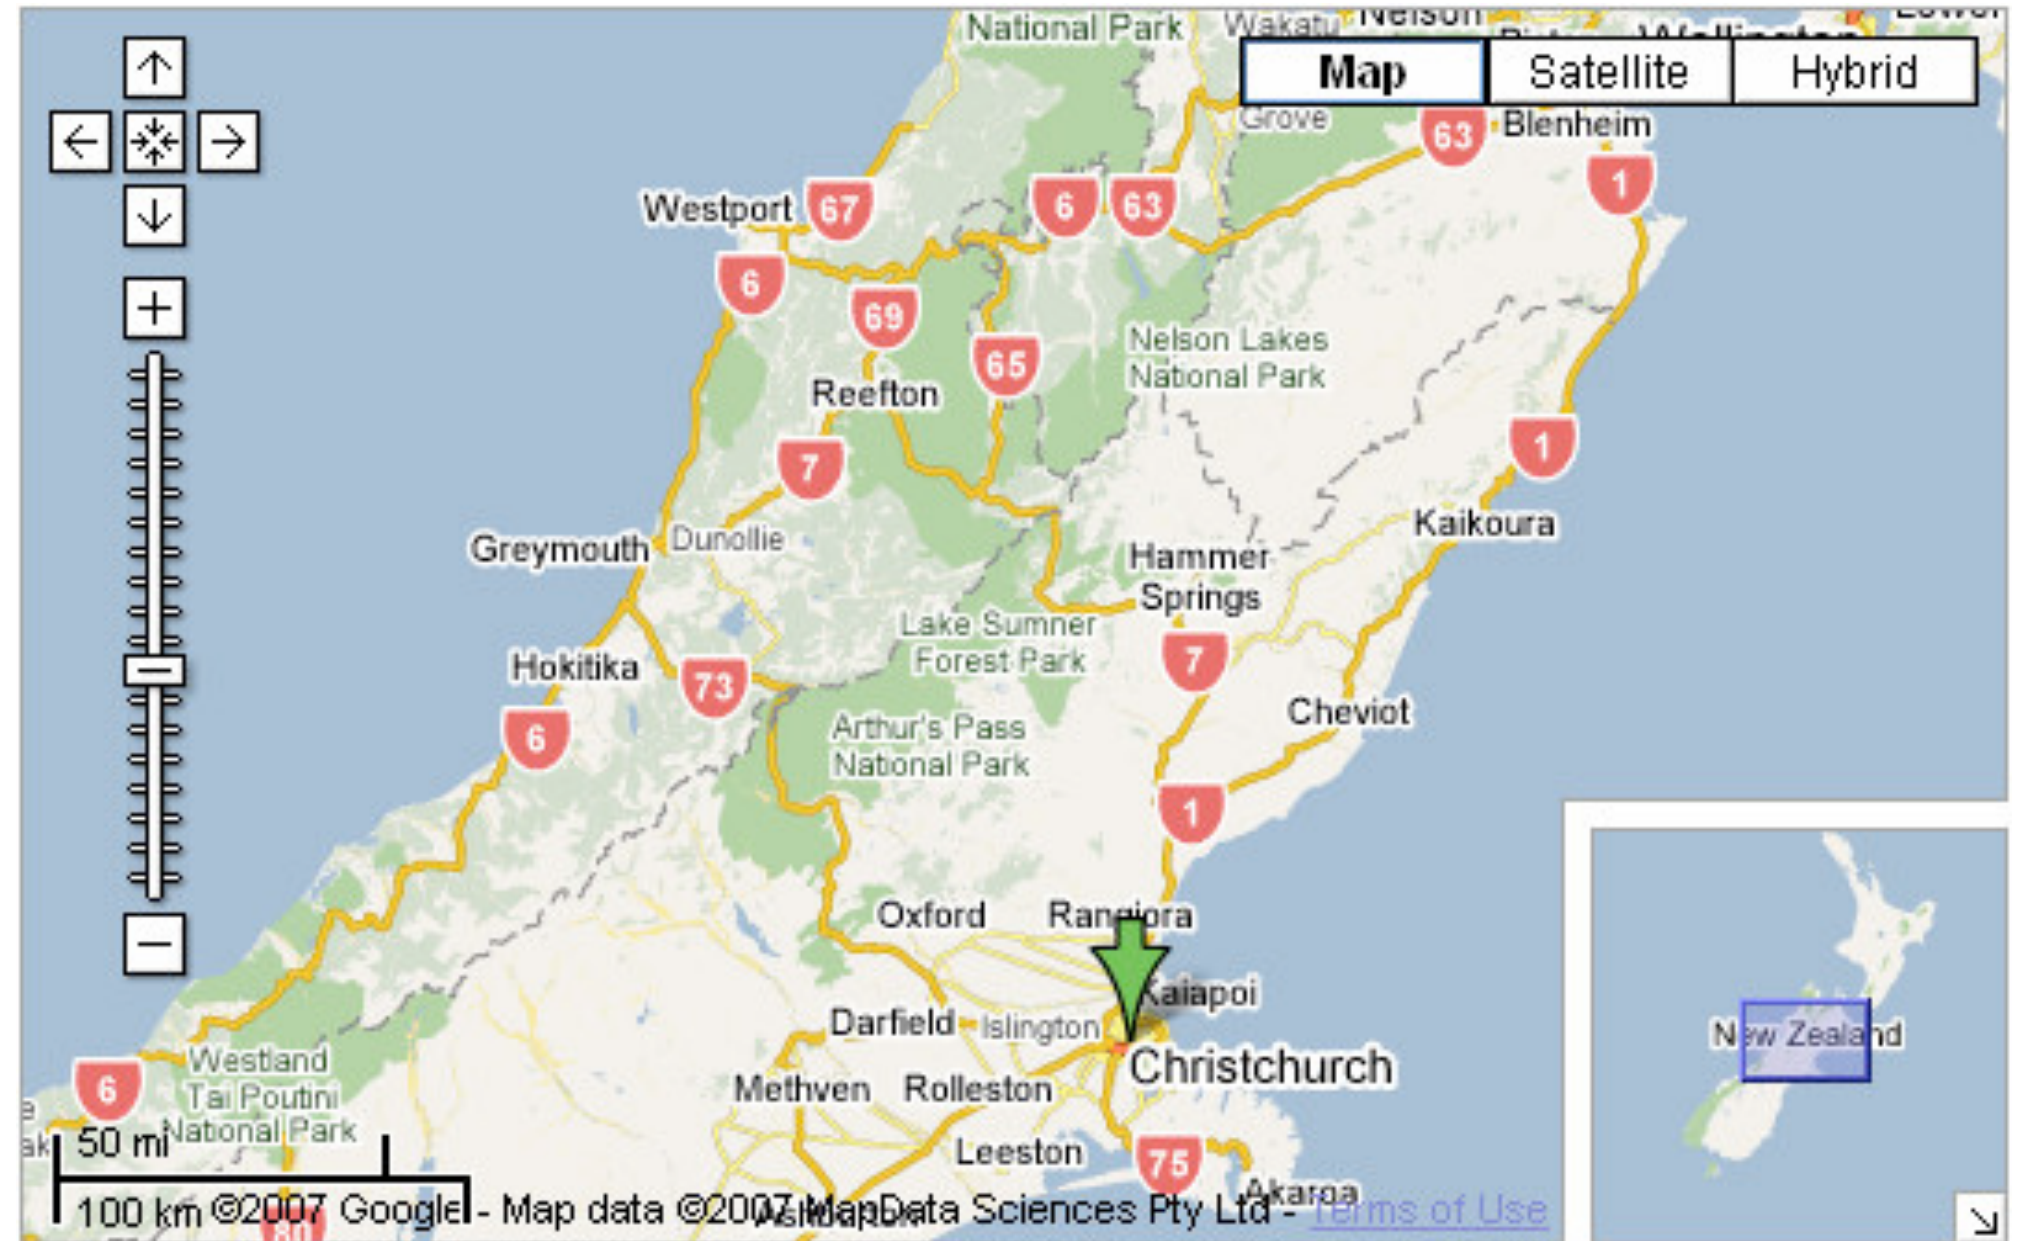 National Park
Wakatu
Nelson
Map
Satellite
Hybrid
Grove
63
Blenheim
1
Westport
67
6
63
6
69
Nelson Lakes
National Park
65
Reefton
7
1
Kaikoura
Greymouth
Dunollie
Hammer
Springs
Lake Sumner
Forest Park
7
Hokitika
73
6
Arthur's Pass
National Park
Cheviot
1
Oxford
Rangiora
Kaiapoi
Darfield
Islington
Christchurch
New Zealand
Westland
Tai Poutini
National Park
6
Methven
Rolleston
50 mi
Leeston
75
Akaroa
100 km ©2007 Google - Map data ©2007 MapData Sciences Pty Ltd - Terms of Use
Ashburton
80